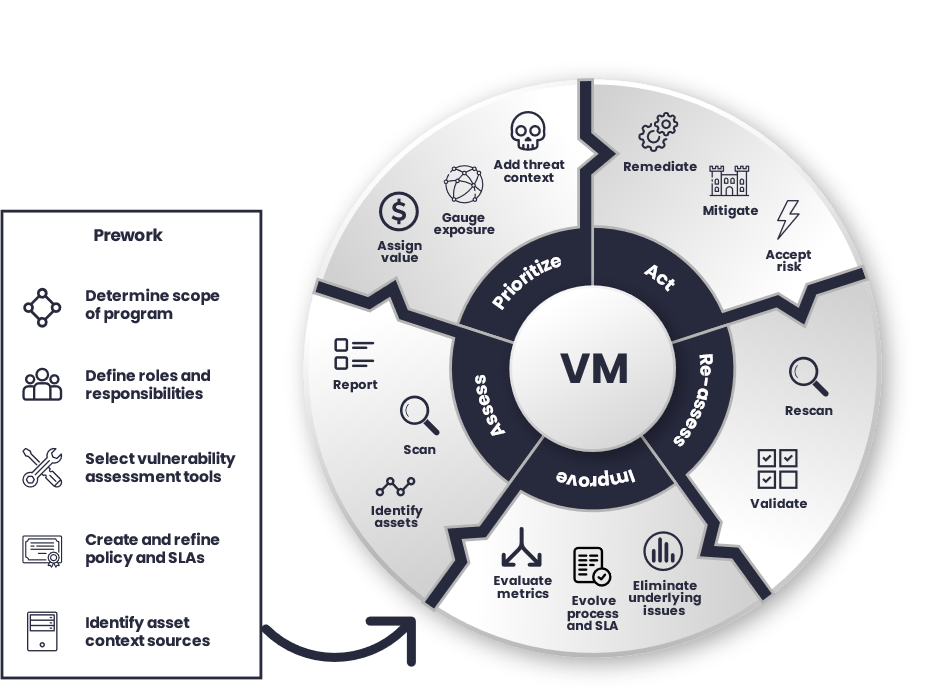 Prework
Determine scope
of program
Define roles and
responsibilities
Select vulnerability
assessment tools
Create and refine
policy and SLAs
Identify asset
context sources
VM
Assess
Identify
assets
Scan
Report
Prioritize
Assign
value
Gauge
exposure
Add threat
context
Act
Remediate
Mitigate
Accept
risk
Re-assess
Rescan
Validate
Improve
Evaluate
metrics
Evolve
process
and SLA
Eliminate
underlying
issues